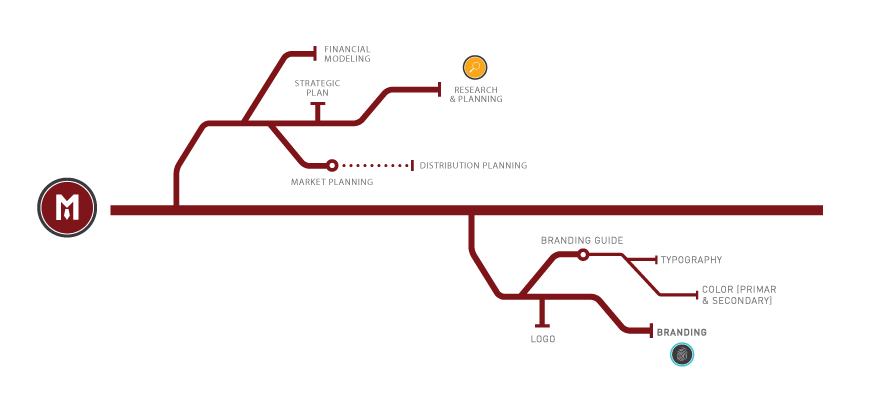 FINANCIAL
MODELING
STRATEGIC
PLAN
RESEARCH
& PLANNING
DISTRIBUTION PLANNING
MARKET PLANNING
M
BRANDING GUIDE
TYPOGRAPHY
COLOR (PRIMAR
& SECONDARY)
BRANDING
LOGO